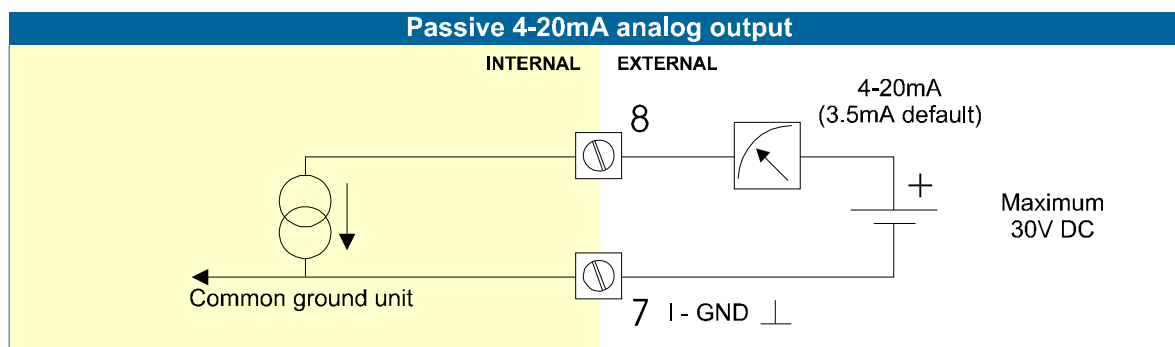 Passive 4-20mA analog output
INTERNAL EXTERNAL
4-20mA
(3.5mA default)
8
+
Maximum
30V DC
Common ground unit
7 I - GND ⊥